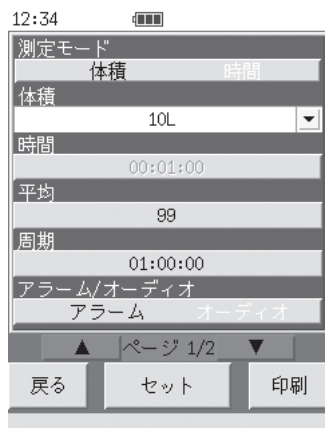 12:34
測定モード
体積 時間
体積
10L
時間
00:01:00
平均
99
周期
01:00:00
アラーム/オーディオ
アラーム オーディオ
▲ ページ 1/2 ▼
戻る セット 印刷